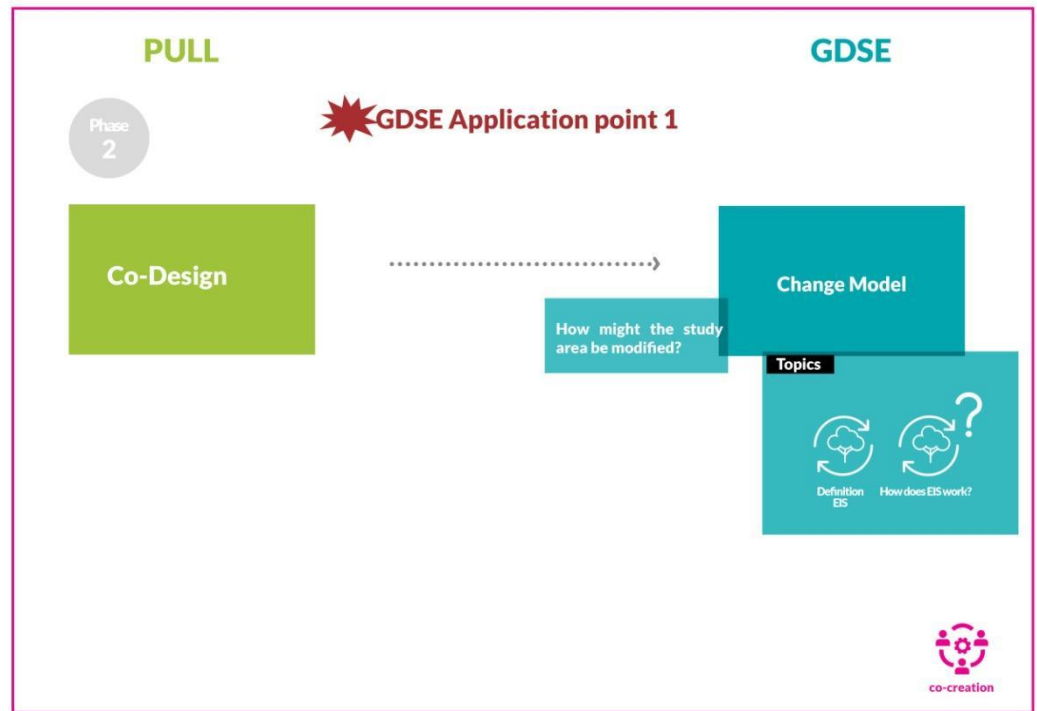 PULL
GDSE
Phase
2
GDSE Application point 1
Co-Design
Change Model
How might the study
area be modified?
Topics
?
Definition
EIS
How does EIS work?
co-creation